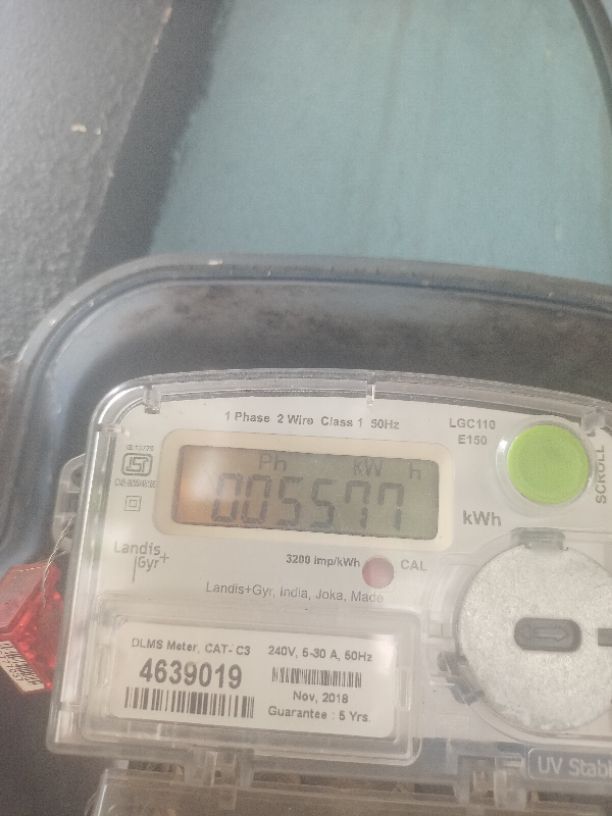 1 Phase 2 Wire Class 1 50Hz
LGC110
E150
SCROLL
Ph kW h
005577
kWh
Landis
Gyr+
3200 imp/kWh
CAL
Landis+Gyr, India, Joka, Made
DLMS Meter, CAT- C3
240V, 5-30 A, 50Hz
4639019
Nov, 2018
Guarantee : 5 Yrs.
UV Stabi